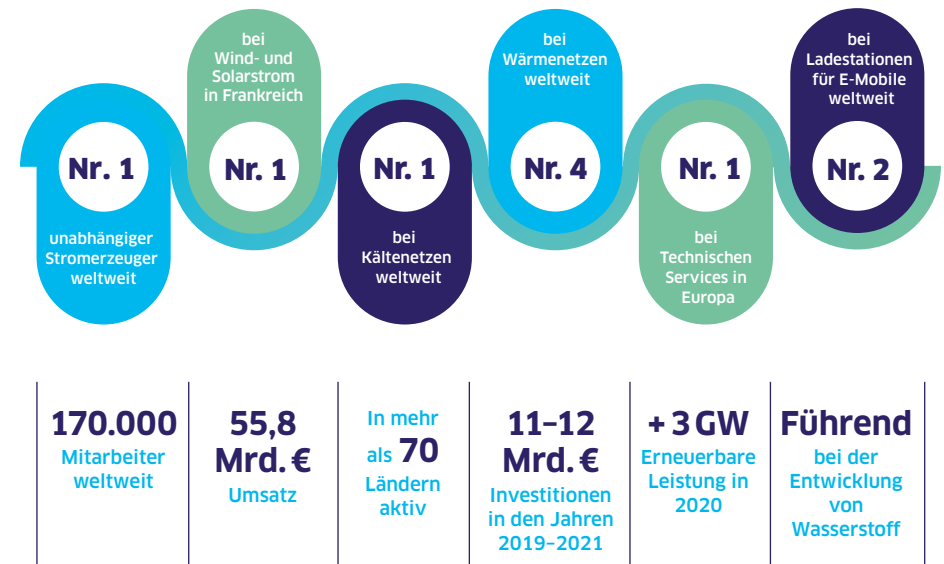 Nr. 1
unabhängiger
Stromerzeuger
weltweit
bei
Wind- und
Solarstrom
in Frankreich
Nr. 1
Nr. 1
bei
Kältenetzen
weltweit
bei
Wärmenetzen
weltweit
Nr. 4
Nr. 1
bei
Technischen
Services in
Europa
bei
Ladestationen
für E-Mobile
weltweit
Nr. 2
170.000
Mitarbeiter
weltweit
55,8
Mrd. €
Umsatz
In mehr
als 70
Ländern
aktiv
11–12
Mrd. €
Investitionen
in den Jahren
2019–2021
+ 3 GW
Erneuerbare
Leistung in
2020
Führend
bei der
Entwicklung
von
Wasserstoff